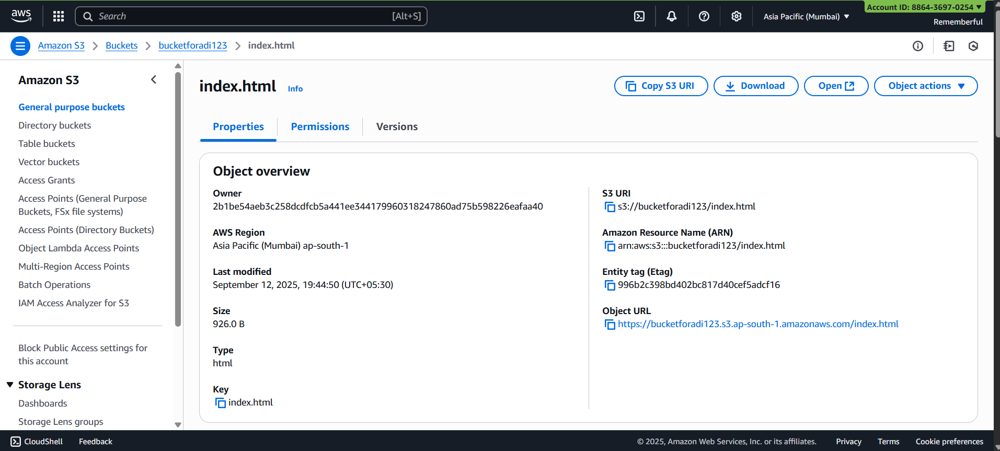 aws
Search
[Alt+S]
Asia Pacific (Mumbai)
Account ID: 8864-3697-0254
Rememberful
Amazon S3
Buckets
bucketforadi123
index.html
Amazon S3
General purpose buckets
Directory buckets
Table buckets
Vector buckets
Access Grants
Access Points (General Purpose
Buckets, FSx file systems)
Access Points (Directory Buckets)
Object Lambda Access Points
Multi-Region Access Points
Batch Operations
IAM Access Analyzer for S3
Block Public Access settings for
this account
Storage Lens
Dashboards
Storage Lens groups
index.html
Info
Copy S3 URI
Download
Open
Object actions
Properties
Permissions
Versions
Object overview
Owner
2b1be54aeb3c258dcdfcb5a441ee344179960318247860ad75b598226eafaa40
AWS Region
Asia Pacific (Mumbai) ap-south-1
Last modified
September 12, 2025, 19:44:50 (UTC+05:30)
Size
926.0 B
Type
html
Key
index.html
S3 URI
s3://bucketforadi123/index.html
Amazon Resource Name (ARN)
arn:aws:s3:::bucketforadi123/index.html
Entity tag (Etag)
996b2c398bd402bc817d40cef5adcf16
Object URL
https://bucketforadi123.s3.ap-south-1.amazonaws.com/index.html
CloudShell
Feedback
© 2025, Amazon Web Services, Inc. or its affiliates.
Privacy
Terms
Cookie preferences